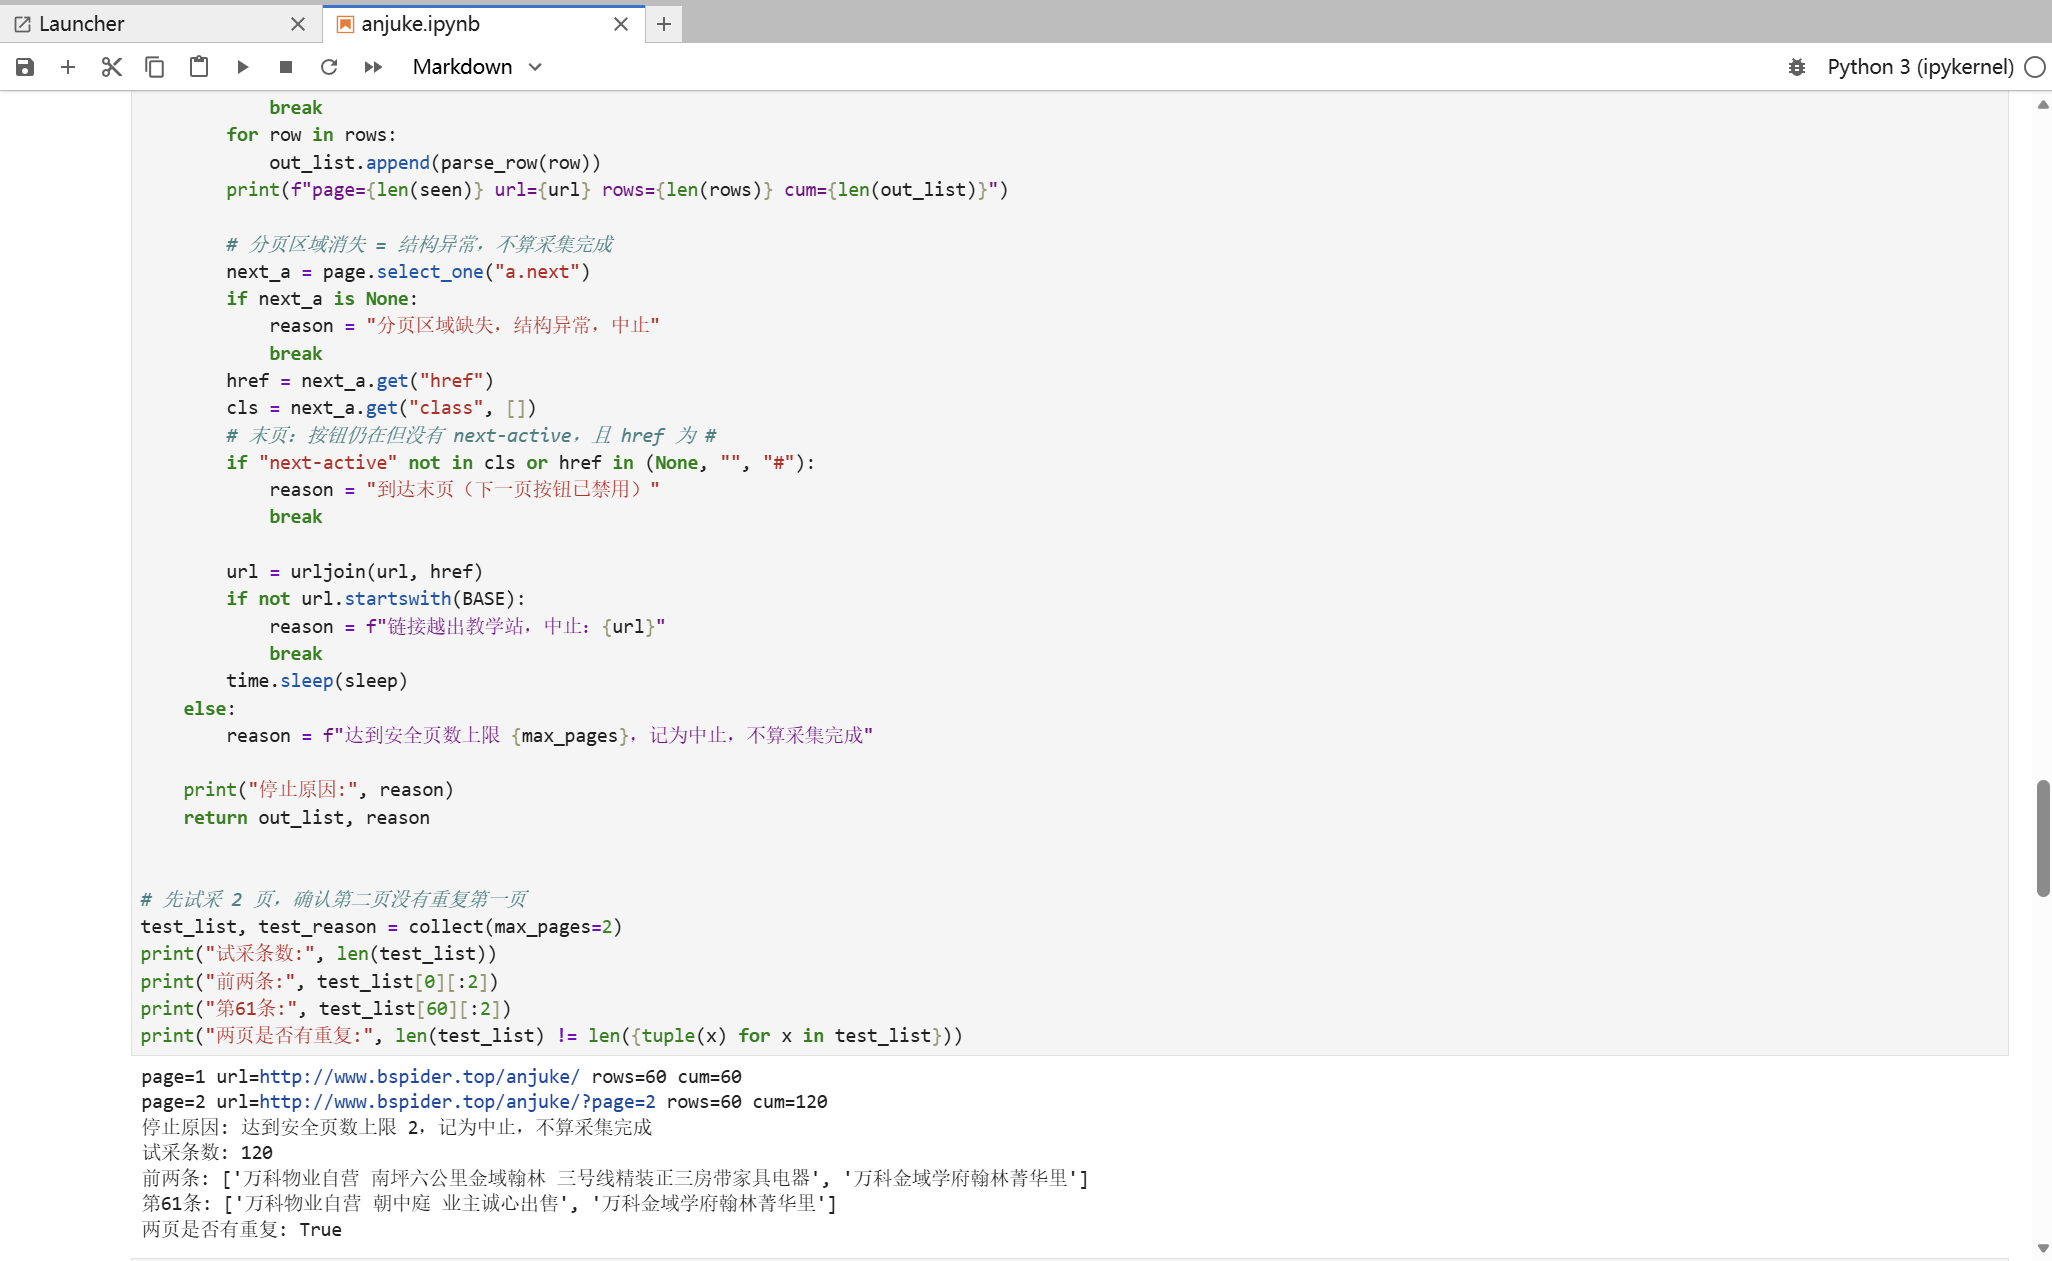 Launcher
anjuke.ipynb
Markdown
Python 3 (ipykernel)
            break
        for row in rows:
            out_list.append(parse_row(row))
        print(f"page={len(seen)} url={url} rows={len(rows)} cum={len(out_list)}")

        # 分页区域消失 = 结构异常，不算采集完成
        next_a = page.select_one("a.next")
        if next_a is None:
            reason = "分页区域缺失，结构异常，中止"
            break
        href = next_a.get("href")
        cls = next_a.get("class", [])
        # 末页：按钮仍在但没有 next-active，且 href 为 #
        if "next-active" not in cls or href in (None, "", "#"):
            reason = "到达末页（下一页按钮已禁用）"
            break

        url = urljoin(url, href)
        if not url.startswith(BASE):
            reason = f"链接越出教学站，中止：{url}"
            break
        time.sleep(sleep)
    else:
        reason = f"达到安全页数上限 {max_pages}，记为中止，不算采集完成"

    print("停止原因:", reason)
    return out_list, reason


# 先试采 2 页，确认第二页没有重复第一页
test_list, test_reason = collect(max_pages=2)
print("试采条数:", len(test_list))
print("前两条:", test_list[0][:2])
print("第61条:", test_list[60][:2])
print("两页是否有重复:", len(test_list) != len({tuple(x) for x in test_list}))
page=1 url=http://www.bspider.top/anjuke/ rows=60 cum=60
page=2 url=http://www.bspider.top/anjuke/?page=2 rows=60 cum=120
停止原因: 达到安全页数上限 2，记为中止，不算采集完成
试采条数: 120
前两条: ['万科物业自营 南坪六公里金域翰林 三号线精装正三房带家具电器', '万科金域学府翰林菁华里']
第61条: ['万科物业自营 朝中庭 业主诚心出售', '万科金域学府翰林菁华里']
两页是否有重复: True